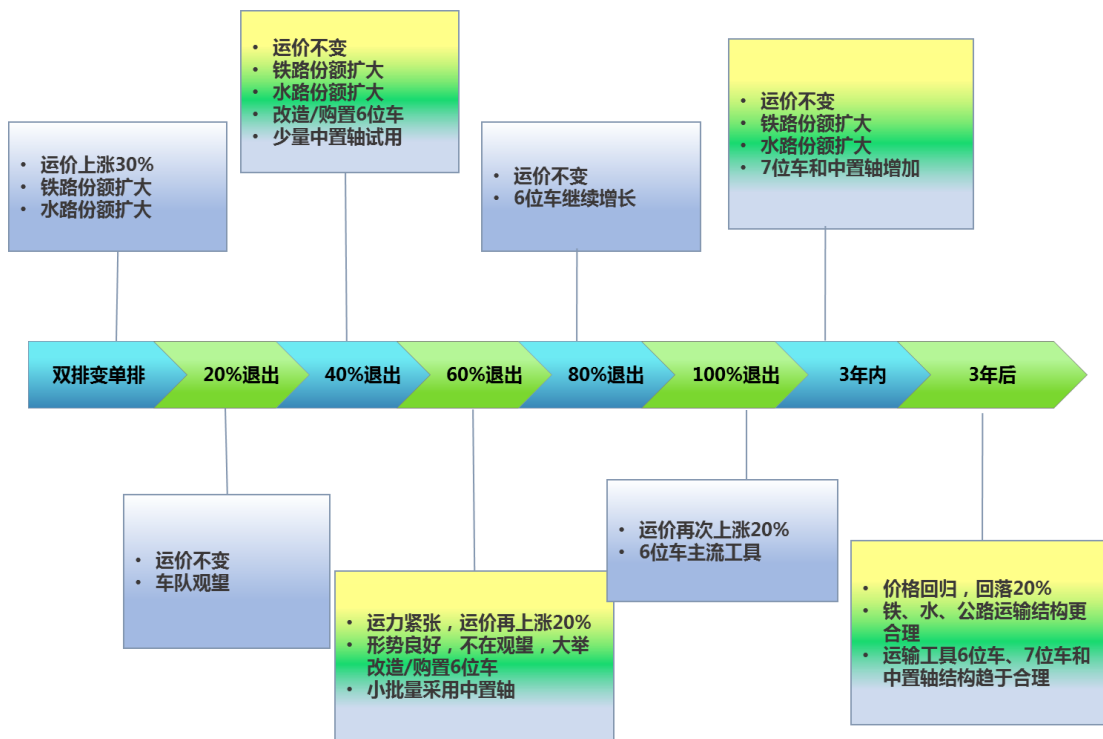 • 运价上涨30%
• 铁路份额扩大
• 水路份额扩大
• 运价不变
• 铁路份额扩大
• 水路份额扩大
• 改造/购置6位车
• 少量中置轴试用
• 运价不变
• 6位车继续增长
• 运价不变
• 铁路份额扩大
• 水路份额扩大
• 7位车和中置轴增加
双排变单排
20%退出
40%退出
60%退出
80%退出
100%退出
3年内
3年后
• 运价不变
• 车队观望
• 运力紧张，运价再上涨20%
• 形势良好，不在观望，大举
改造/购置6位车
• 小批量采用中置轴
• 运价再次上涨20%
• 6位车主流工具
• 价格回归，回落20%
• 铁、水、公路运输结构更
合理
• 运输工具6位车、7位车和
中置轴结构趋于合理